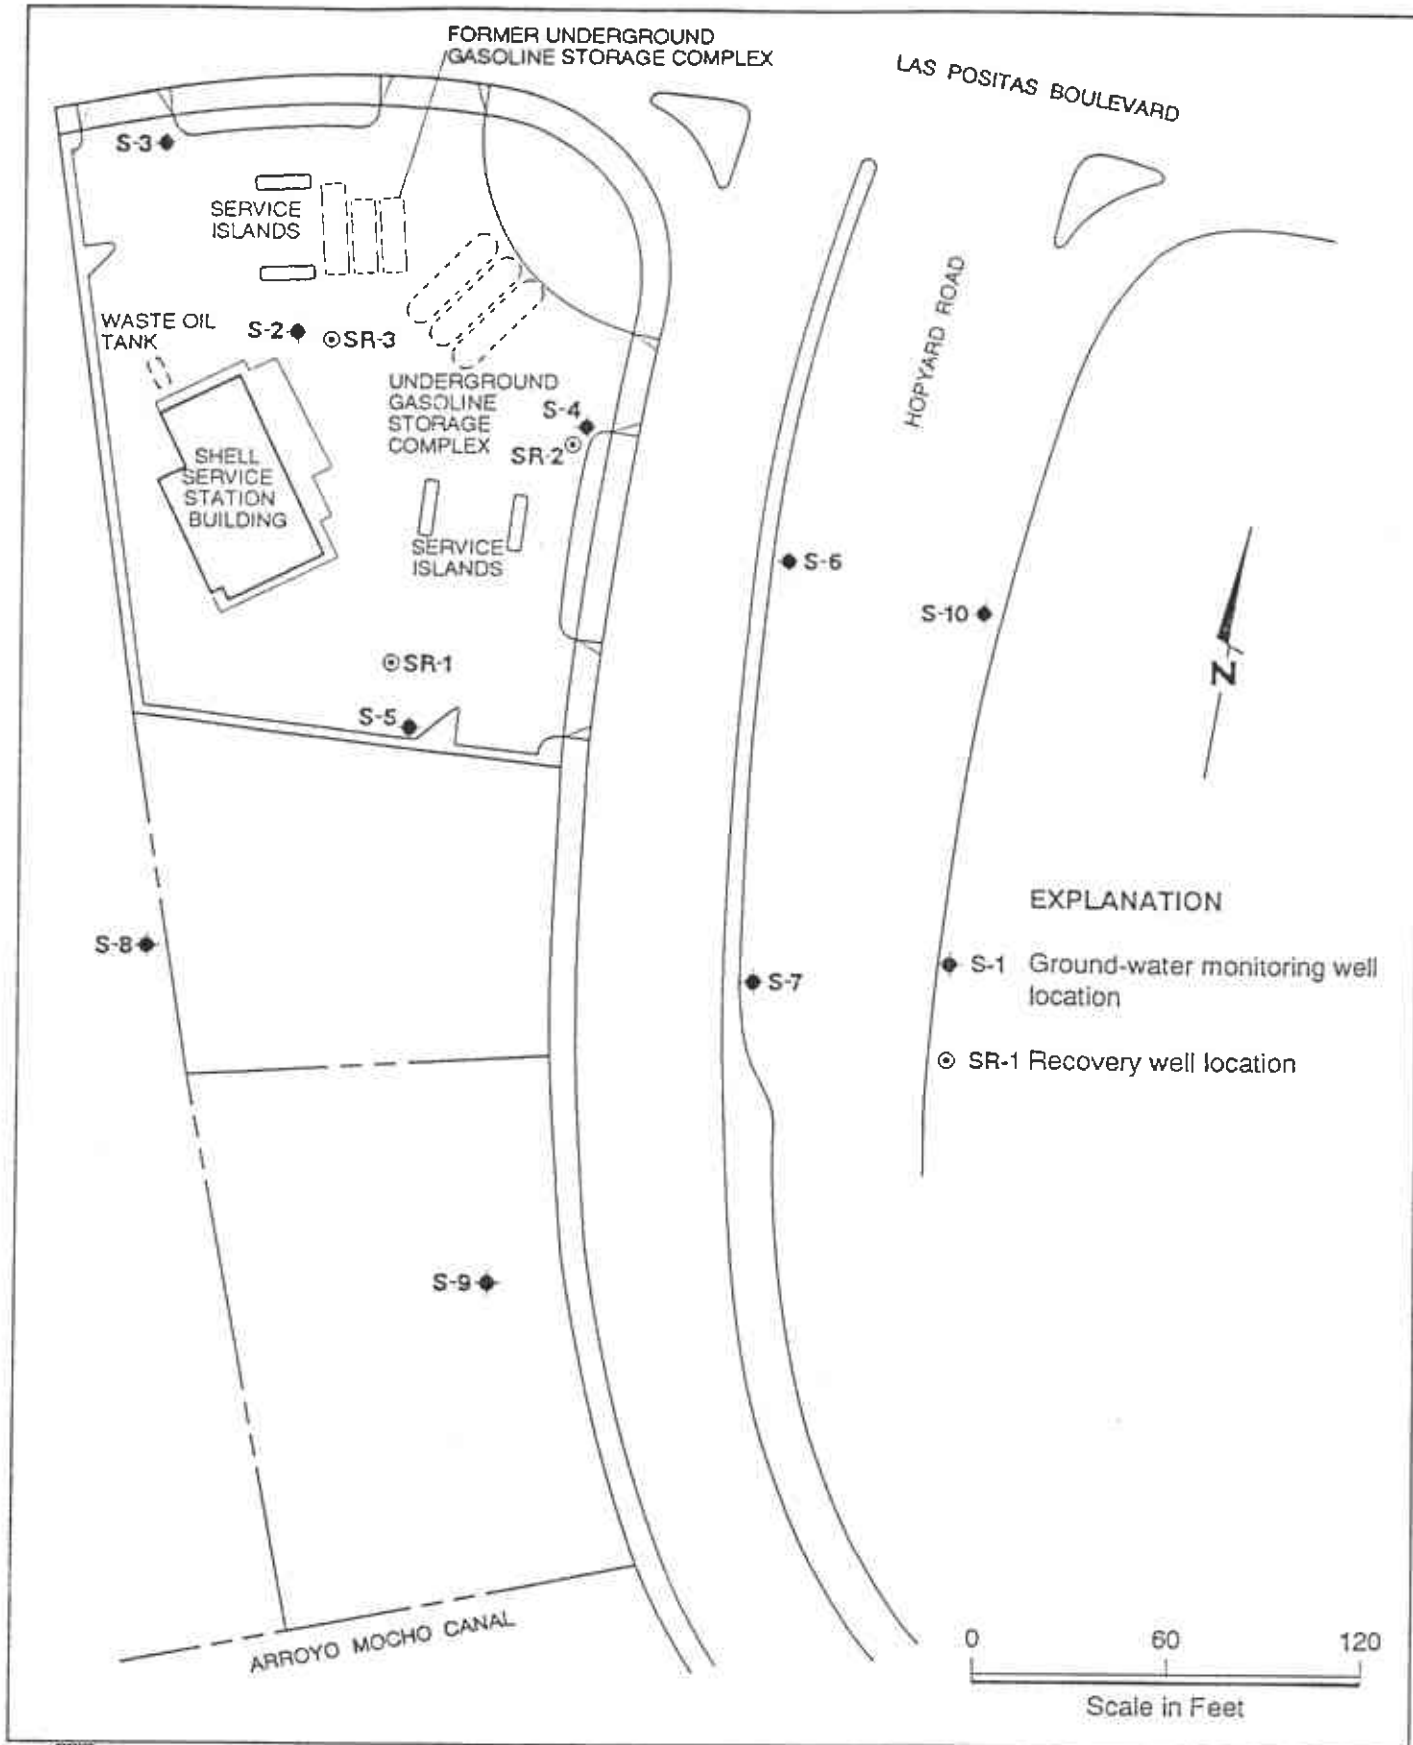 FORMER UNDERGROUND
GASOLINE STORAGE COMPLEX
LAS POSITAS BOULEVARD
S-3
SERVICE
ISLANDS
HOPYARD ROAD
WASTE OIL
TANK
S-2
SR-3
UNDERGROUND
GASOLINE
STORAGE
COMPLEX
S-4
SR-2
SHELL
SERVICE
STATION
BUILDING
SERVICE
ISLANDS
S-6
S-10
SR-1
N
S-5
EXPLANATION
S-8
S-1 Ground-water monitoring well
location
S-7
SR-1 Recovery well location
S-9
ARROYO MOCHO CANAL
0 60 120
Scale in Feet